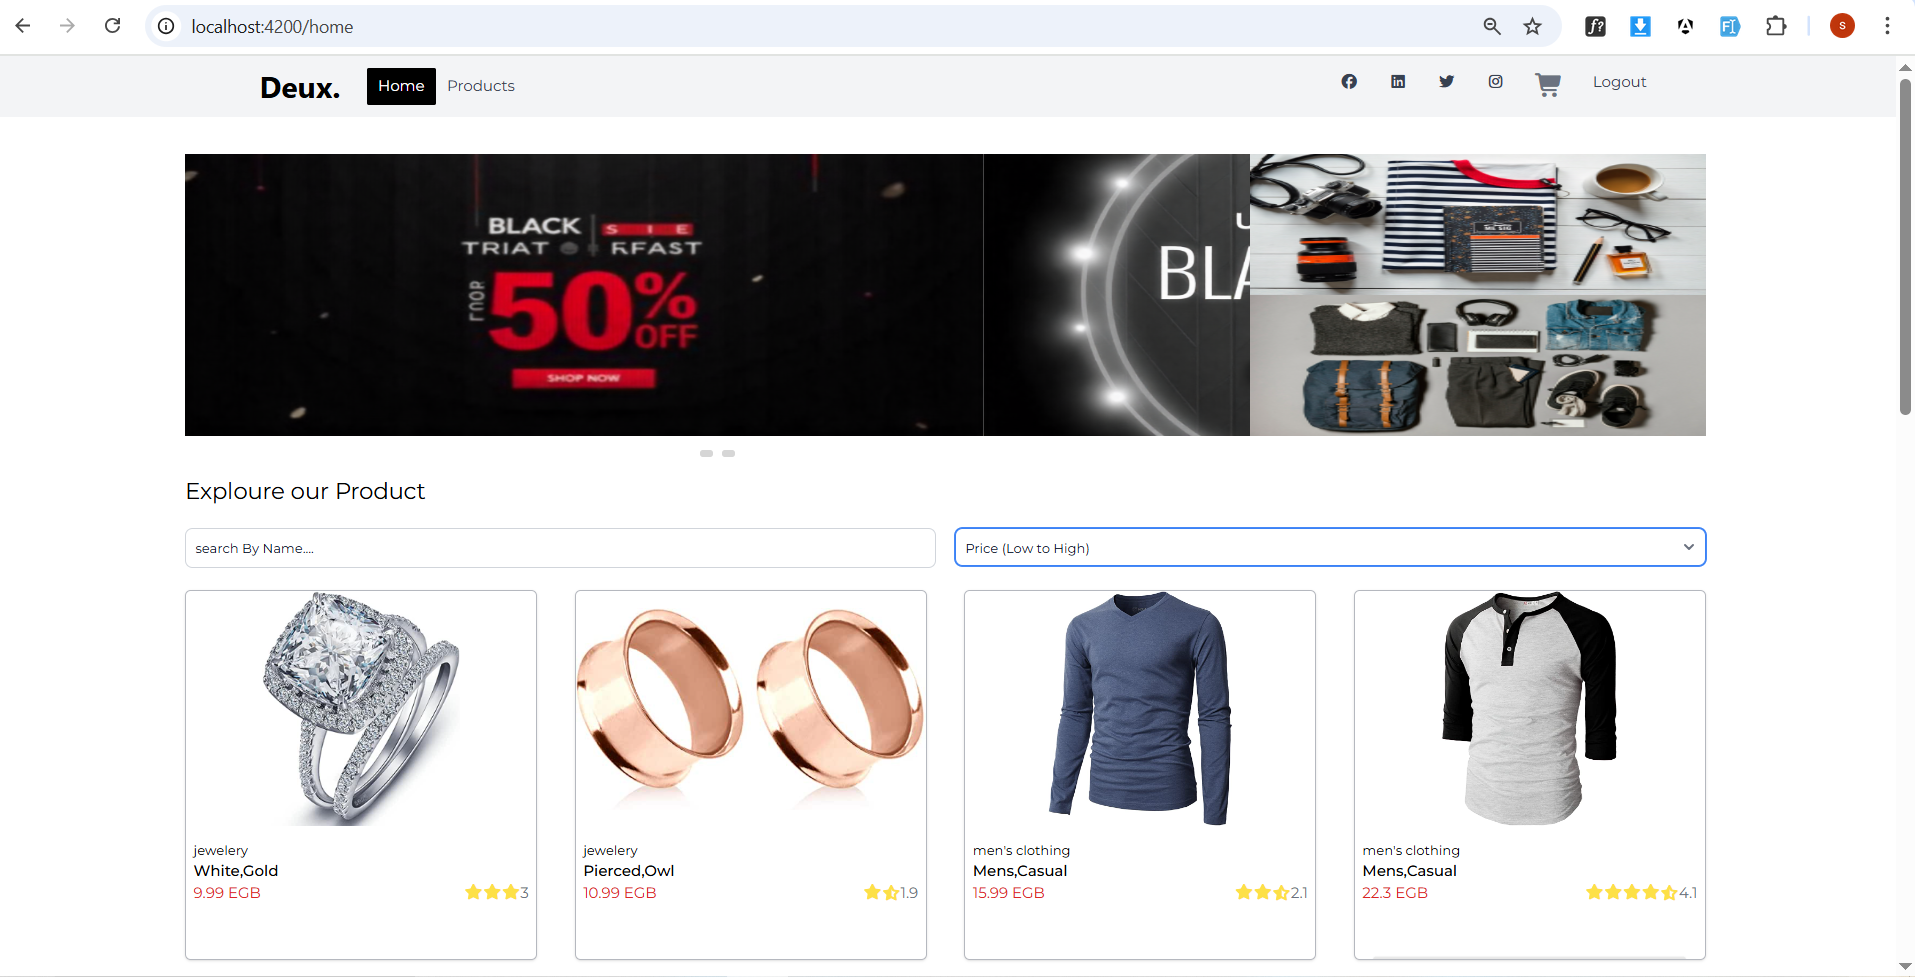 localhost:4200/home
S
Deux.
Home
Products
Logout
BLACK
SIE
TRIAT
RFAST
50%
OFF
SHOP NOW
U
BLA
Exploure our Product
search By Name....
Price (Low to High)
jewelery
White,Gold
9.99 EGB
3
jewelery
Pierced,Owl
10.99 EGB
1.9
men's clothing
Mens,Casual
15.99 EGB
2.1
men's clothing
Mens,Casual
22.3 EGB
4.1